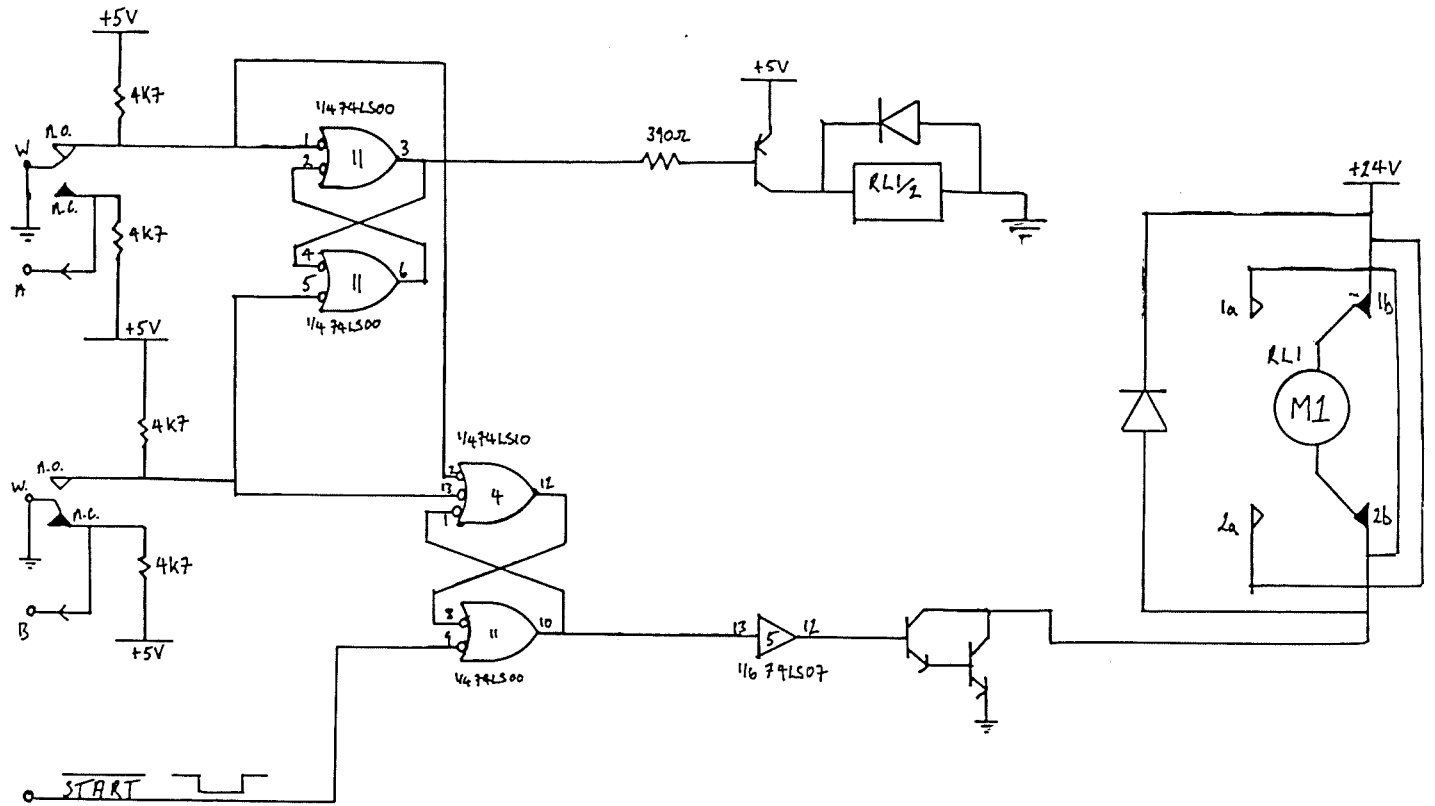 +5V
4K7
n.o.
W
n.c.
4K7
A
+5V
1/4 74LS00
1
2
11
3
4
5
11
6
1/4 74LS00
390Ω
+5V
RL1/2
+24V
1a
1b
RL1
M1
2a
2b
4K7
n.o.
W.
n.c.
4K7
B
+5V
1/4 74LS10
2
13
1
4
12
8
9
11
10
1/4 74LS00
13
5
12
1/6 74LS07
START